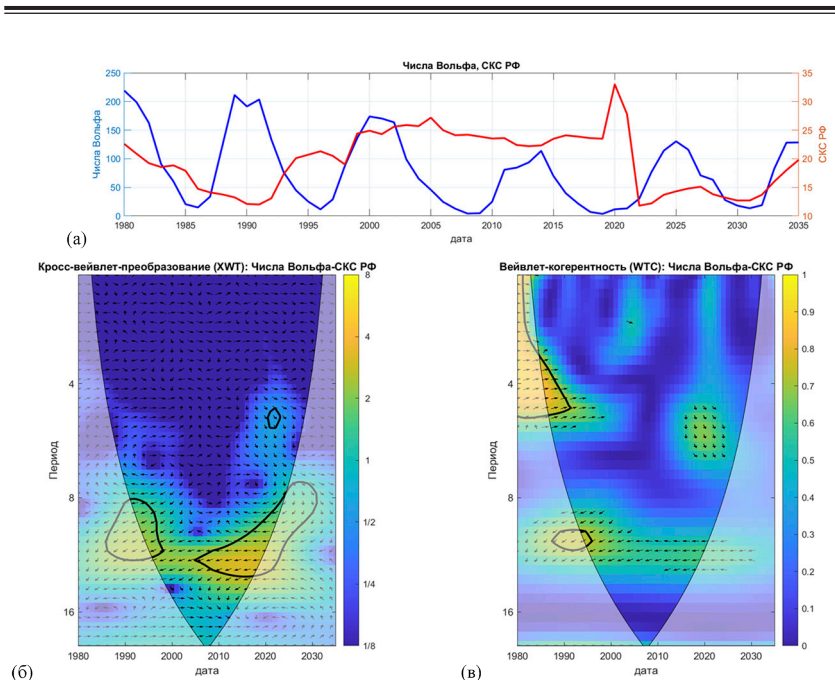 Числа Вольфа, СКС РФ
250
200
150
100
50
0
Числа Вольфа
35
30
25
20
15
10
СКС РФ
1980 1985 1990 1995 2000 2005 2010 2015 2020 2025 2030 2035
дата
(а)
Кросс-вейвлет-преобразование (XWT): Числа Вольфа-СКС РФ
4
8
16
Период
1980 1990 2000 2010 2020 2030
дата
8
4
2
1
1/2
1/4
1/8
(б)
Вейвлет-когерентность (WTC): Числа Вольфа-СКС РФ
4
8
16
Период
1980 1990 2000 2010 2020 2030
дата
1
0.9
0.8
0.7
0.6
0.5
0.4
0.3
0.2
0.1
0
(в)